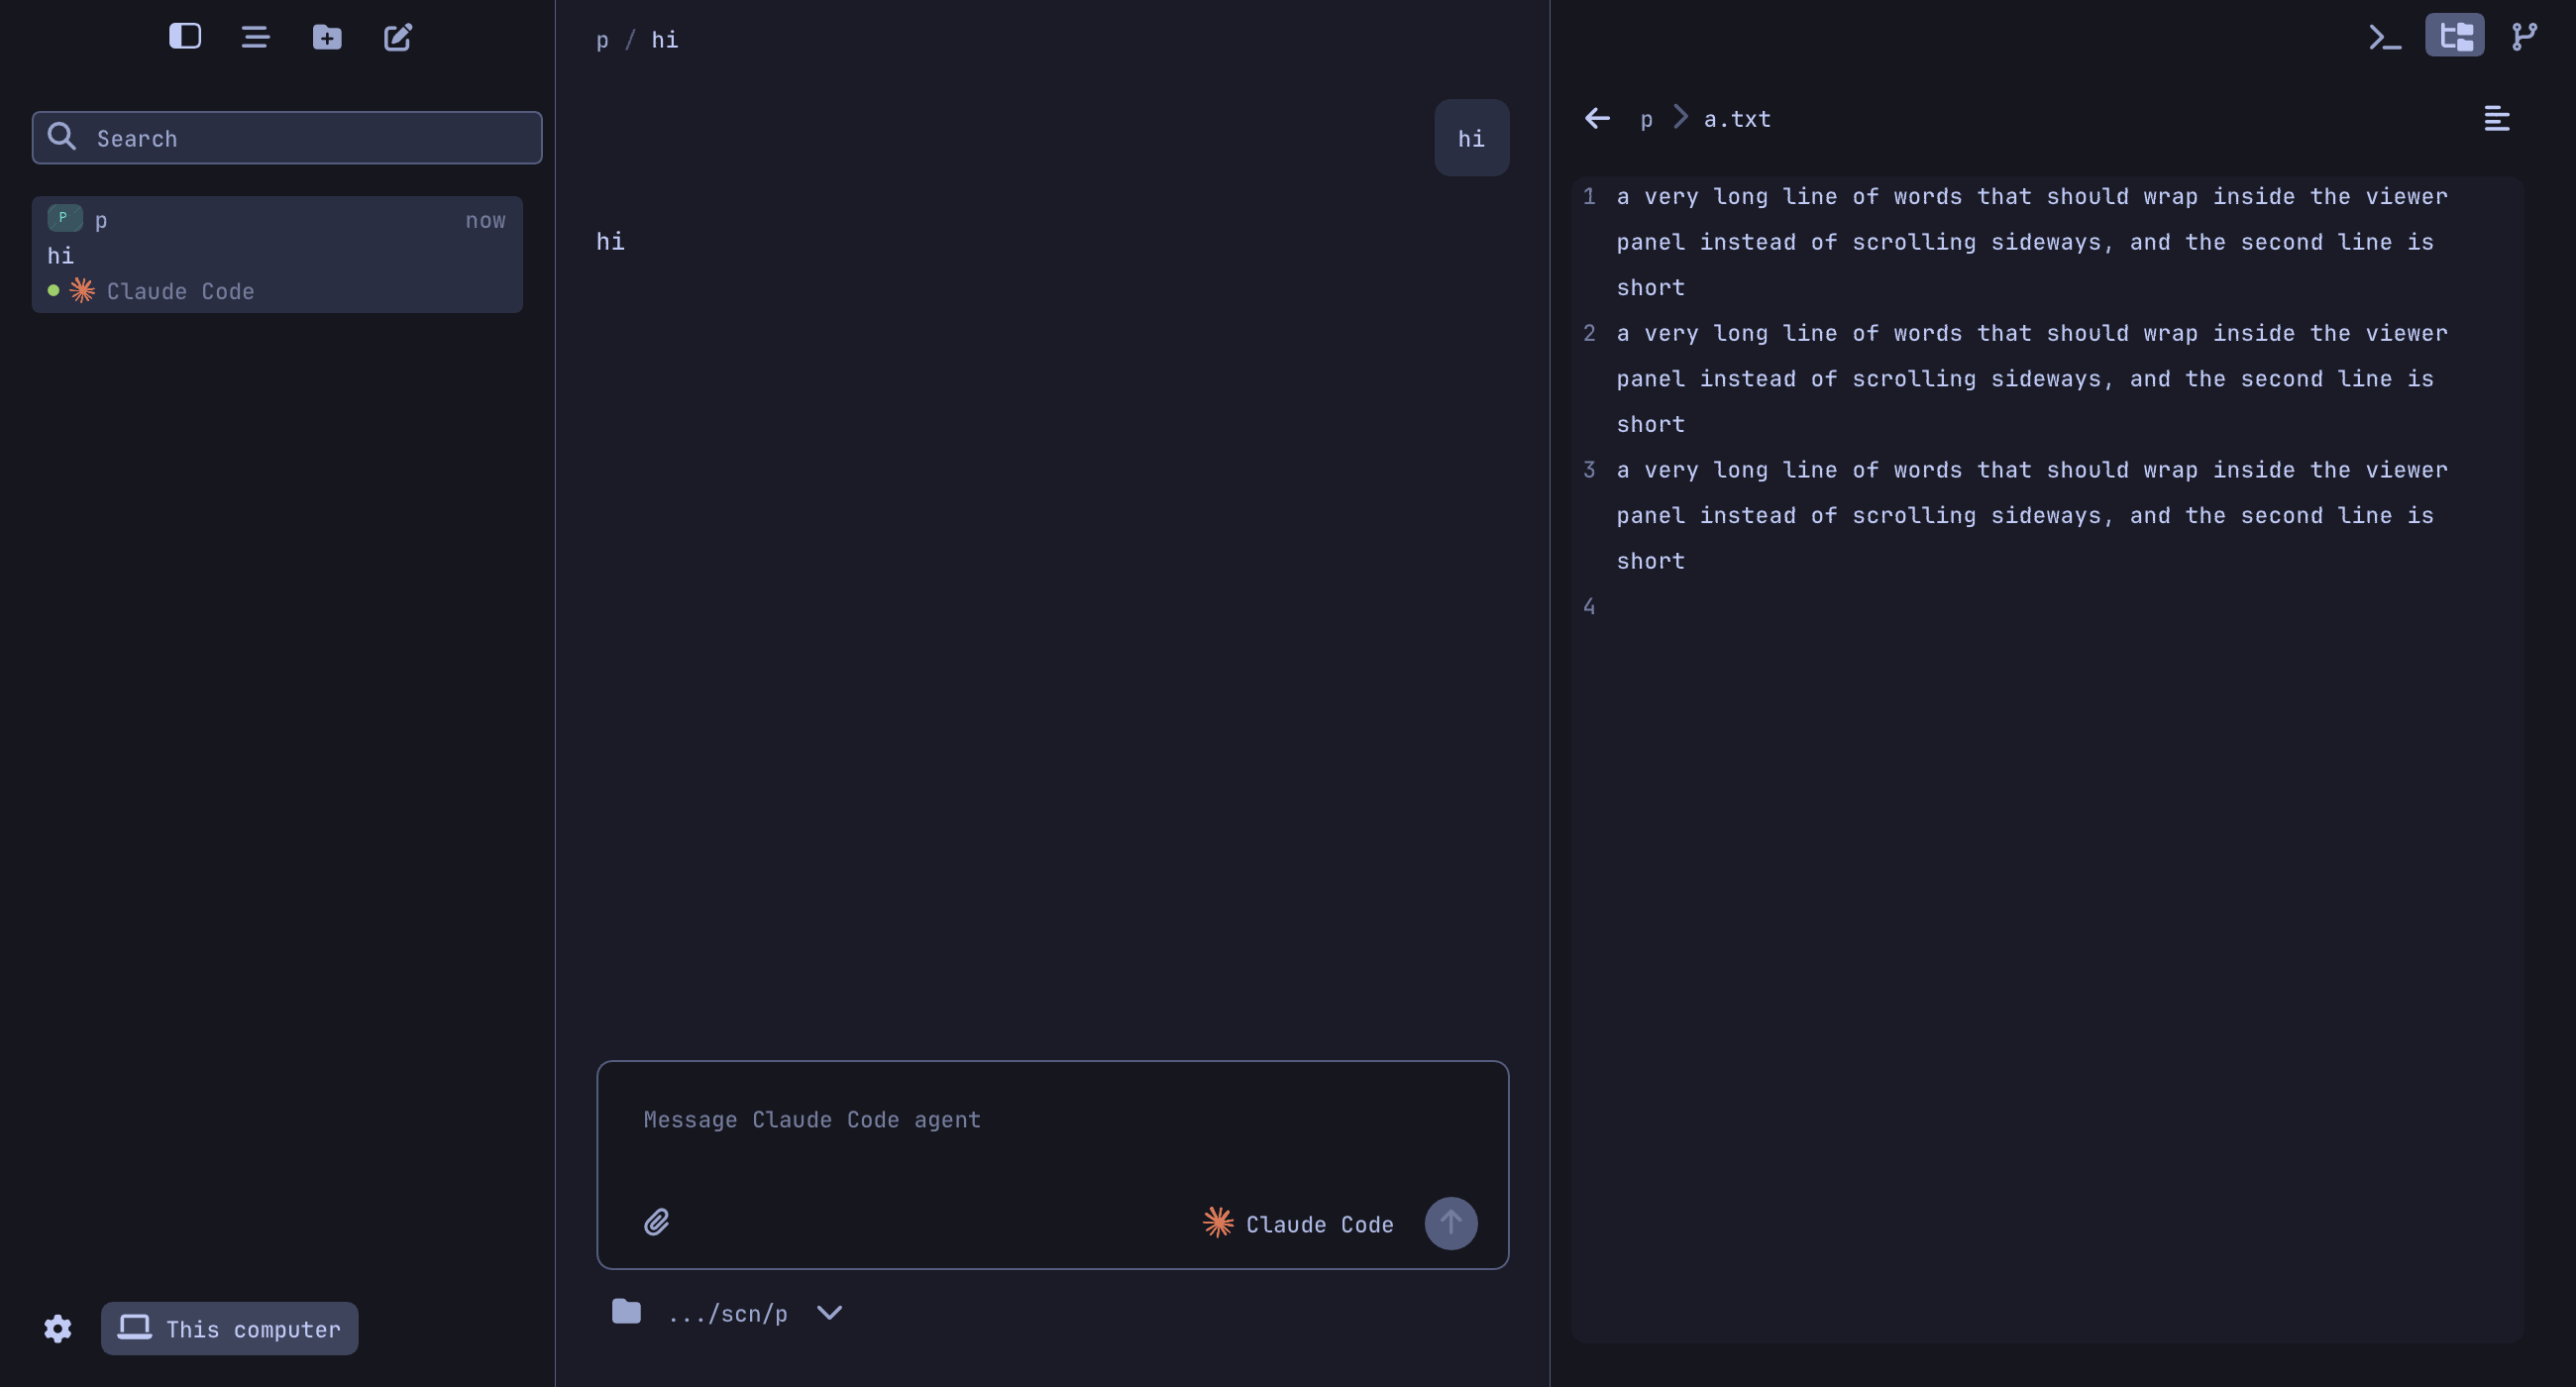 p / hi
Search
P p now
hi
Claude Code
hi
hi
Message Claude Code agent
Claude Code
.../scn/p
This computer
p > a.txt
1 a very long line of words that should wrap inside the viewer
panel instead of scrolling sideways, and the second line is
short
2 a very long line of words that should wrap inside the viewer
panel instead of scrolling sideways, and the second line is
short
3 a very long line of words that should wrap inside the viewer
panel instead of scrolling sideways, and the second line is
short
4